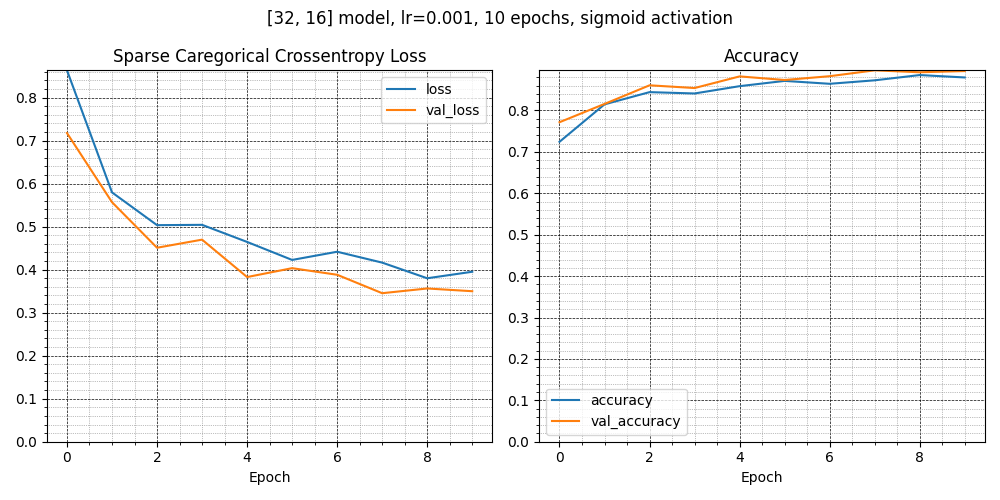 [32, 16] model, lr=0.001, 10 epochs, sigmoid activation
Sparse Caregorical Crossentropy Loss
loss
val_loss
0.8
0.7
0.6
0.5
0.4
0.3
0.2
0.1
0.0
0 2 4 6 8
Epoch
Accuracy
0.8
0.7
0.6
0.5
0.4
0.3
0.2
0.1
0.0
accuracy
val_accuracy
0 2 4 6 8
Epoch